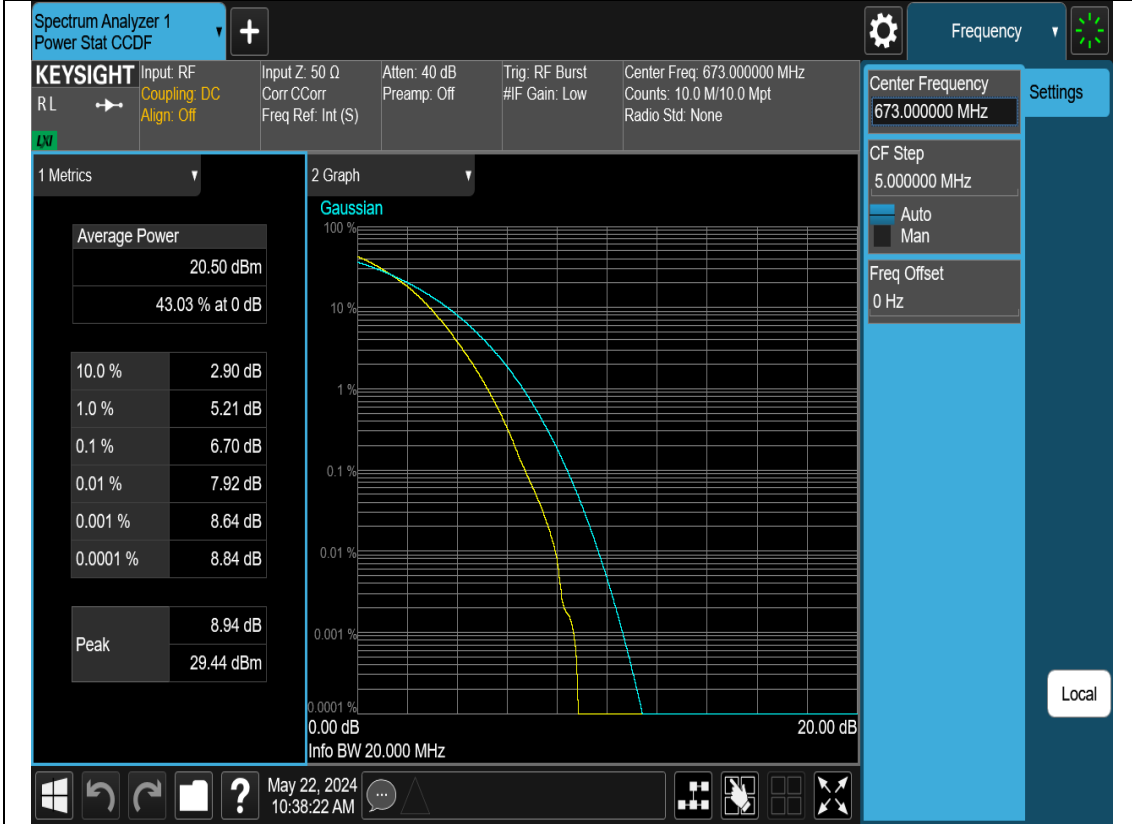 Spectrum Analyzer 1
Power Stat CCDF
+
Frequency
KEYSIGHT
RL
LXI
Input: RF
Coupling: DC
Align: Off
Input Z: 50 Ω
Corr CCorr
Freq Ref: Int (S)
Atten: 40 dB
Preamp: Off
Trig: RF Burst
#IF Gain: Low
Center Freq: 673.000000 MHz
Counts: 10.0 M/10.0 Mpt
Radio Std: None
Center Frequency
673.000000 MHz
Settings
CF Step
5.000000 MHz
Auto
Man
Freq Offset
0 Hz
1 Metrics
Average Power
20.50 dBm
43.03 % at 0 dB
10.0 % 2.90 dB
1.0 % 5.21 dB
0.1 % 6.70 dB
0.01 % 7.92 dB
0.001 % 8.64 dB
0.0001 % 8.84 dB
Peak 8.94 dB
29.44 dBm
2 Graph
Gaussian
100 %
10 %
1 %
0.1 %
0.01 %
0.001 %
0.0001 %
0.00 dB 20.00 dB
Info BW 20.000 MHz
Local
?
May 22, 2024
10:38:22 AM